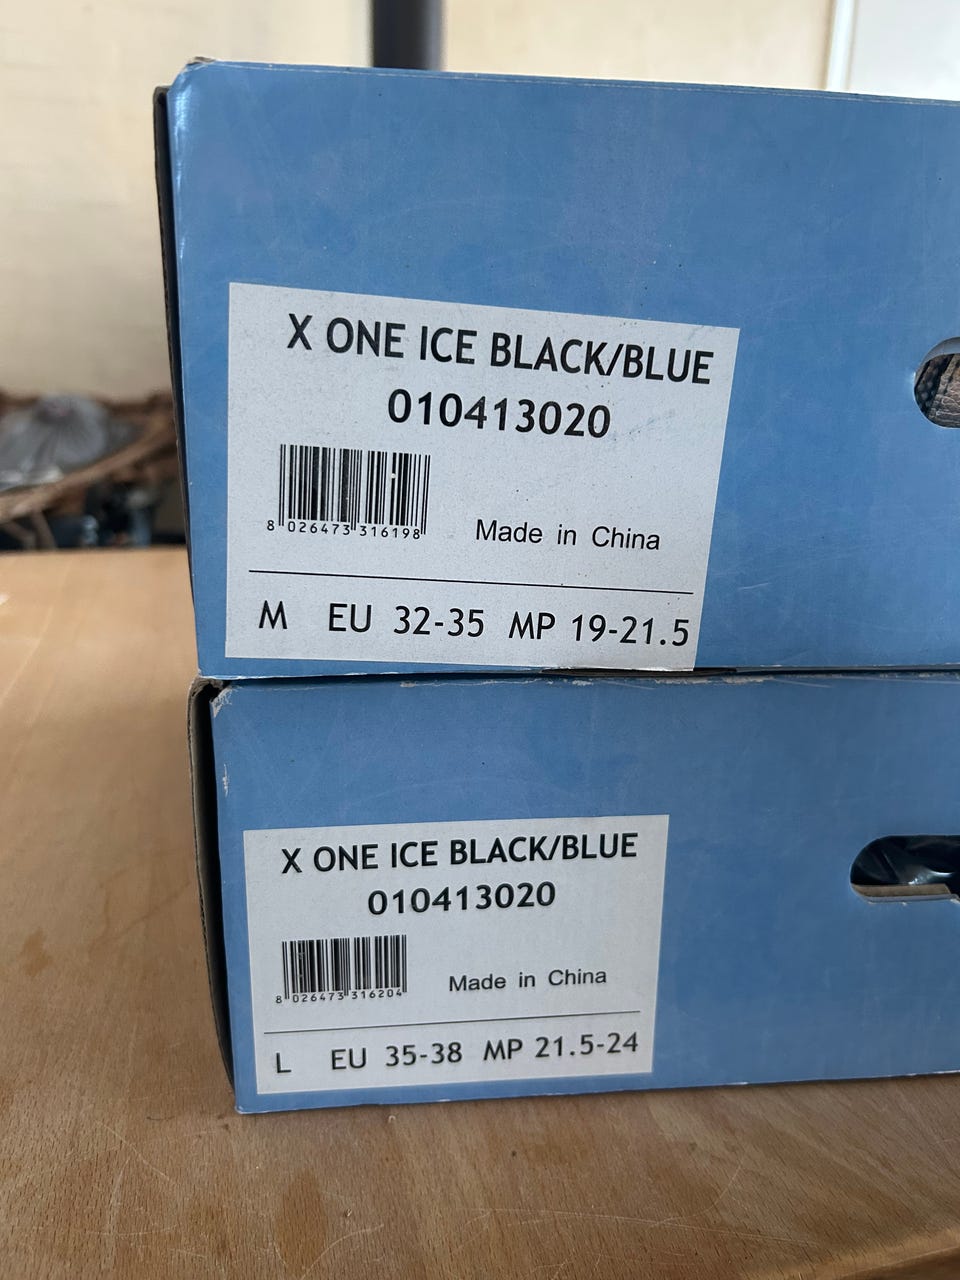 X ONE ICE BLACK/BLUE
010413020
8 026473 316198
Made in China
M EU 32-35 MP 19-21.5
X ONE ICE BLACK/BLUE
010413020
8 026473 316204
Made in China
L EU 35-38 MP 21.5-24